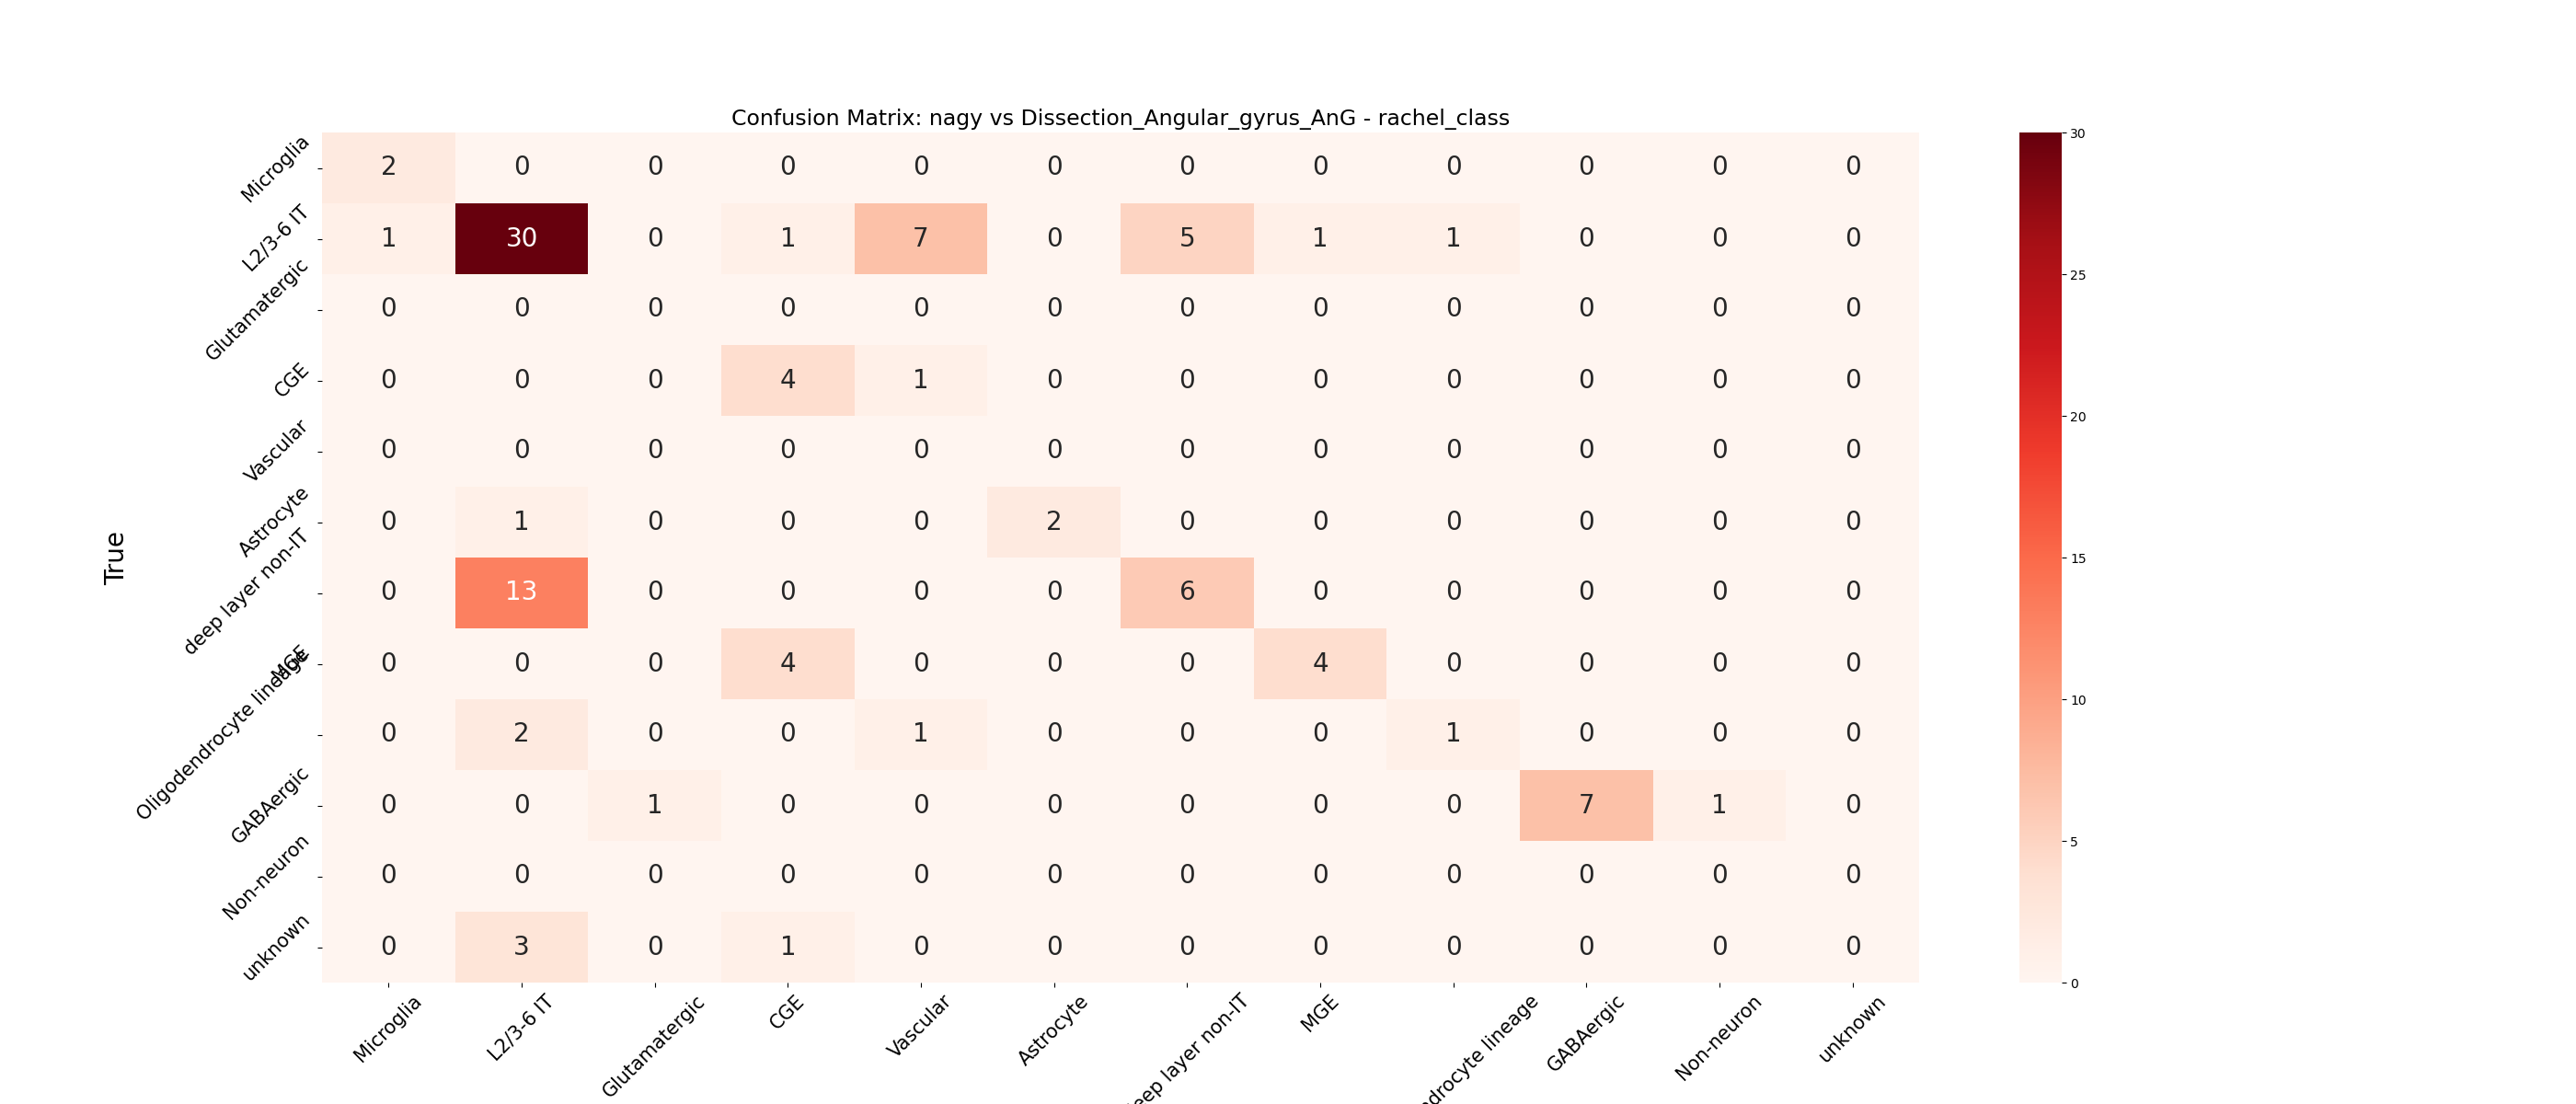 Confusion Matrix: nagy vs Dissection_Angular_gyrus_AnG - rachel_class
True
Microglia 2 0 0 0 0 0 0 0 0 0 0 0
L2/3-6 IT 1 30 0 1 7 0 5 1 1 0 0 0
Glutamatergic 0 0 0 0 0 0 0 0 0 0 0 0
CGE 0 0 0 4 1 0 0 0 0 0 0 0
Vascular 0 0 0 0 0 0 0 0 0 0 0 0
Astrocyte 0 1 0 0 0 2 0 0 0 0 0 0
deep layer non-IT 0 13 0 0 0 0 6 0 0 0 0 0
MGE 0 0 0 4 0 0 0 4 0 0 0 0
Oligodendrocyte lineage 0 2 0 0 1 0 0 0 1 0 0 0
GABAergic 0 0 1 0 0 0 0 0 0 7 1 0
Non-neuron 0 0 0 0 0 0 0 0 0 0 0 0
unknown 0 3 0 1 0 0 0 0 0 0 0 0
Microglia L2/3-6 IT Glutamatergic CGE Vascular Astrocyte layer non-IT MGE lineage GABAergic Non-neuron unknown
30
25
20
15
10
5
0